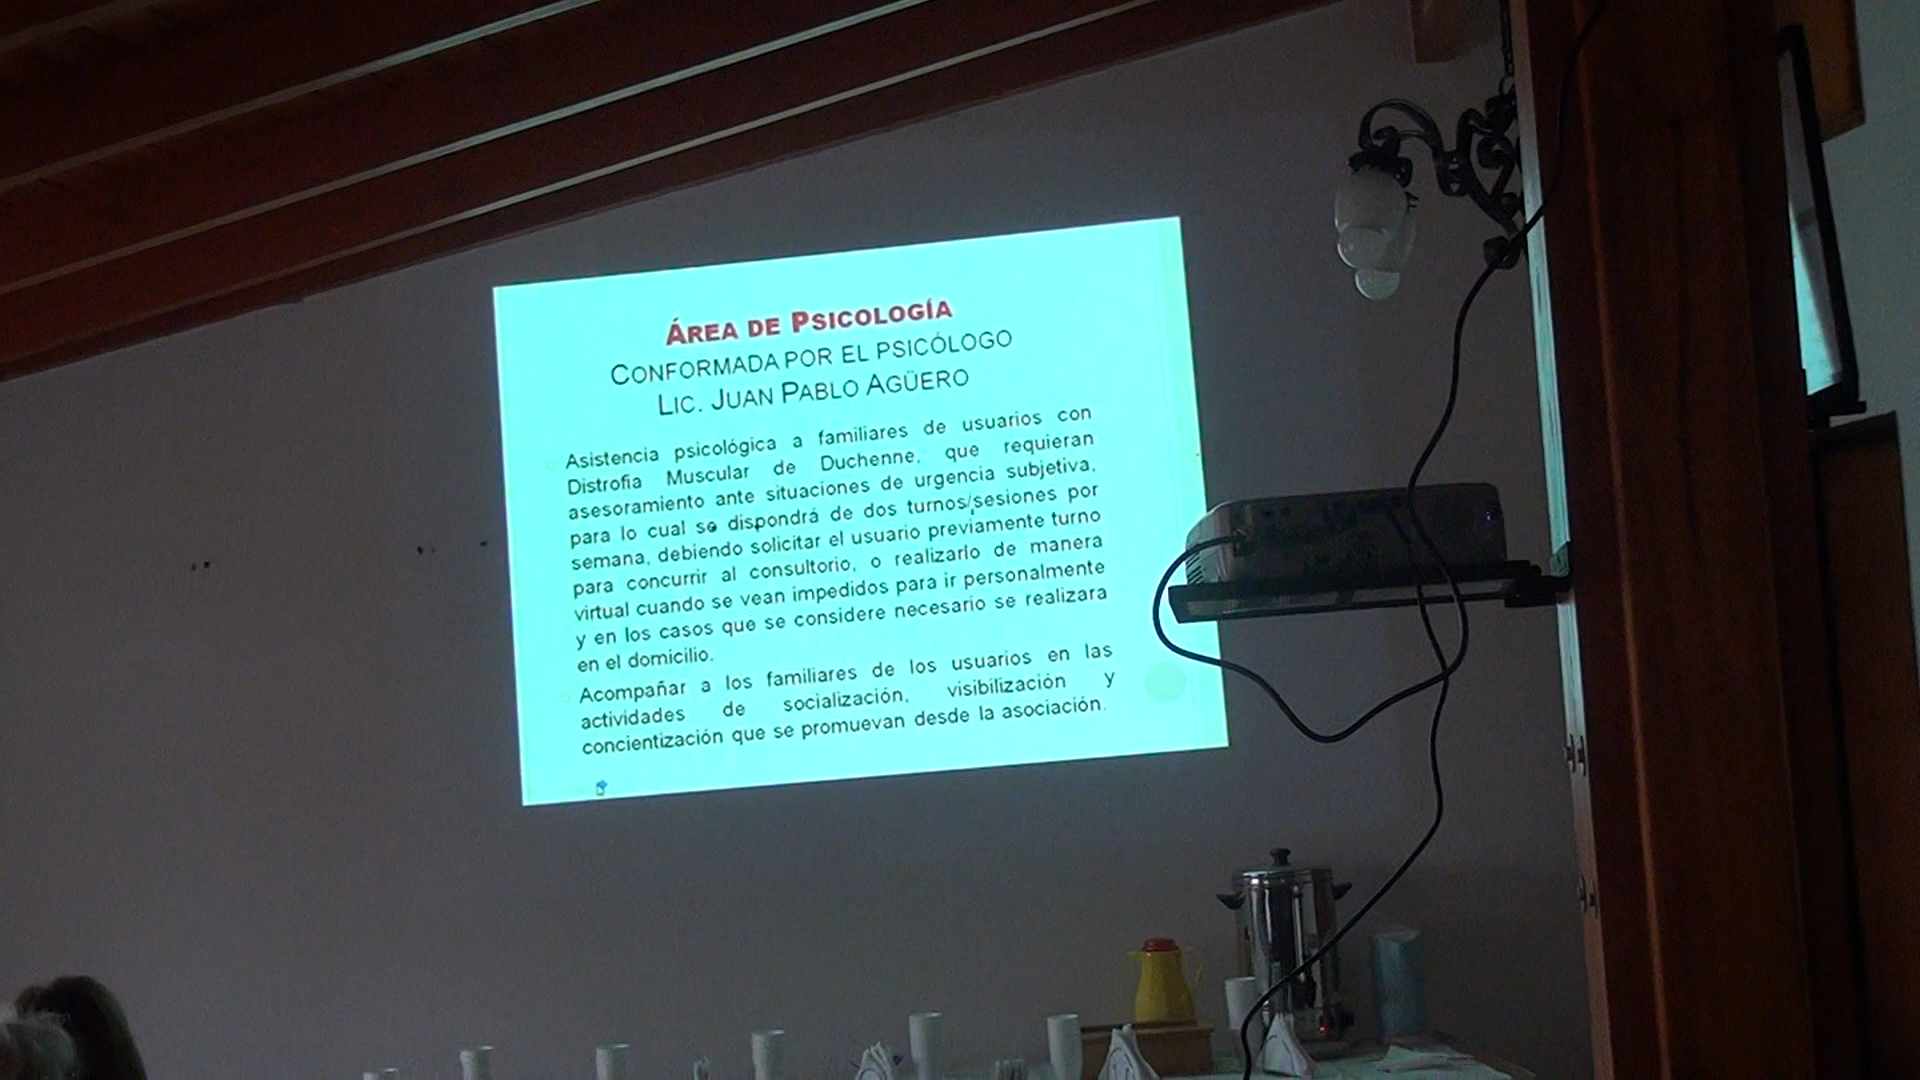 ÁREA DE PSICOLOGÍA
CONFORMADA POR EL PSICÓLOGO
LIC. JUAN PABLO AGÜERO
Asistencia psicológica a familiares de usuarios con
Distrofia Muscular de Duchenne, que requieran
asesoramiento ante situaciones de urgencia subjetiva,
para lo cual se dispondrá de dos turnos/sesiones por
semana, debiendo solicitar el usuario previamente turno
para concurrir al consultorio, o realizarlo de manera
virtual cuando se vean impedidos para ir personalmente
y en los casos que se considere necesario se realizara
en el domicilio.
Acompañar a los familiares de los usuarios en las
actividades de socialización, visibilización y
concientización que se promuevan desde la asociación.